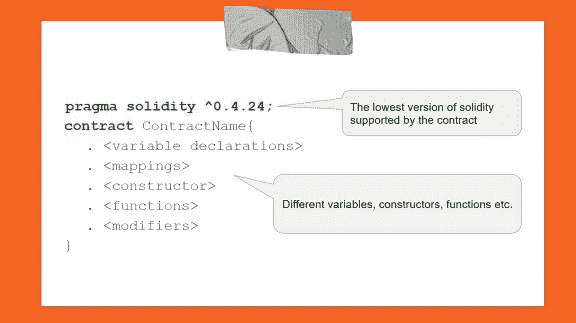 pragma solidity ^0.4.24;
contract ContractName{
. <variable declarations>
. <mappings>
. <constructor>
. <functions>
. <modifiers>
}
The lowest version of solidity
supported by the contract
Different variables, constructors, functions etc.